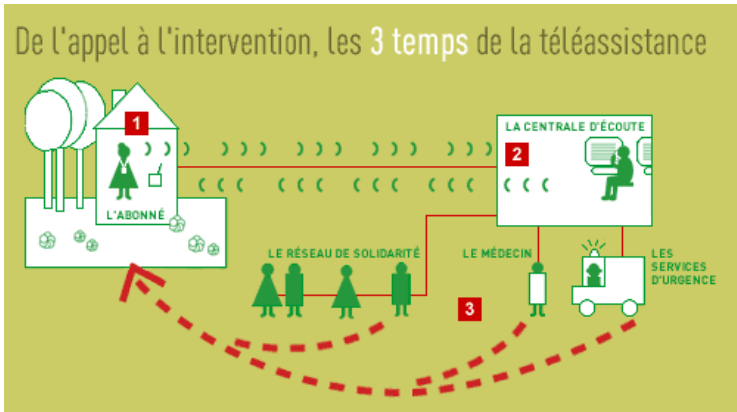 De l'appel à l'intervention, les 3 temps de la téléassistance
1
LA CENTRALE D'ÉCOUTE
2
L'ABONNÉ
LE RÉSEAU DE SOLIDARITÉ
LE MÉDECIN
LES
SERVICES
D'URGENCE
3